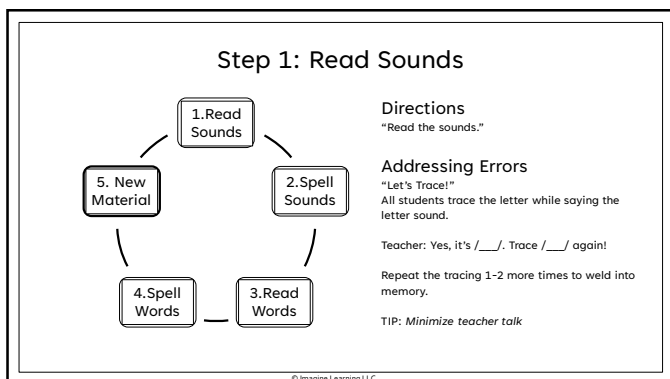 Step 1: Read Sounds
1.Read
Sounds
2.Spell
Sounds
3.Read
Words
4.Spell
Words
5. New
Material
Directions
“Read the sounds.”
Addressing Errors
“Let’s Trace!”
All students trace the letter while saying the
letter sound.
Teacher: Yes, it’s /___/. Trace /___/ again!
Repeat the tracing 1-2 more times to weld into
memory.
TIP: Minimize teacher talk
© Imagine Learning LLC